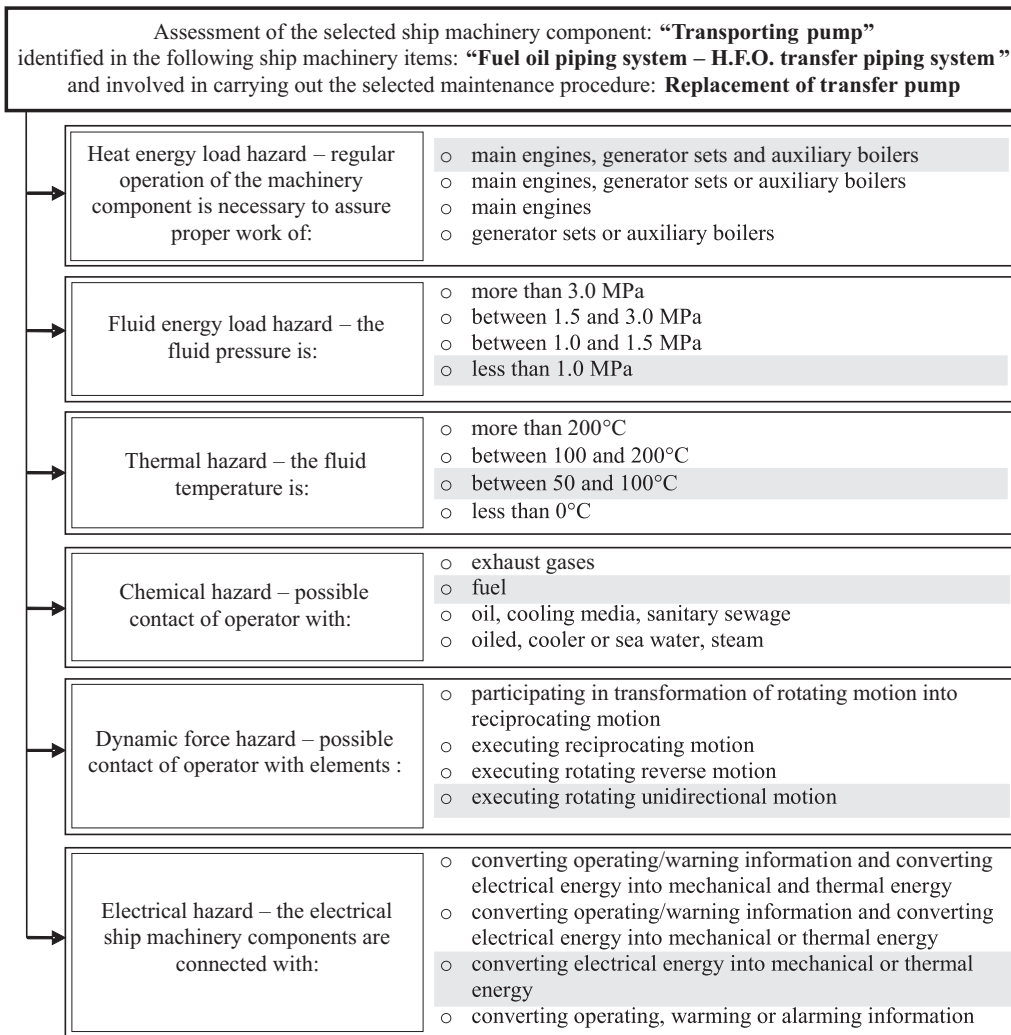 Assessment of the selected ship machinery component: “Transporting pump”
identified in the following ship machinery items: “Fuel oil piping system – H.F.O. transfer piping system”
and involved in carrying out the selected maintenance procedure: Replacement of transfer pump
Heat energy load hazard – regular
operation of the machinery
component is necessary to assure
proper work of:
○ main engines, generator sets and auxiliary boilers
○ main engines, generator sets or auxiliary boilers
○ main engines
○ generator sets or auxiliary boilers
Fluid energy load hazard – the
fluid pressure is:
○ more than 3.0 MPa
○ between 1.5 and 3.0 MPa
○ between 1.0 and 1.5 MPa
○ less than 1.0 MPa
Thermal hazard – the fluid
temperature is:
○ more than 200°C
○ between 100 and 200°C
○ between 50 and 100°C
○ less than 0°C
Chemical hazard – possible
contact of operator with:
○ exhaust gases
○ fuel
○ oil, cooling media, sanitary sewage
○ oiled, cooler or sea water, steam
Dynamic force hazard – possible
contact of operator with elements :
○ participating in transformation of rotating motion into
reciprocating motion
○ executing reciprocating motion
○ executing rotating reverse motion
○ executing rotating unidirectional motion
Electrical hazard – the electrical
ship machinery components are
connected with:
○ converting operating/warning information and converting
electrical energy into mechanical and thermal energy
○ converting operating/warning information and converting
electrical energy into mechanical or thermal energy
○ converting electrical energy into mechanical or thermal
energy
○ converting operating, warming or alarming information